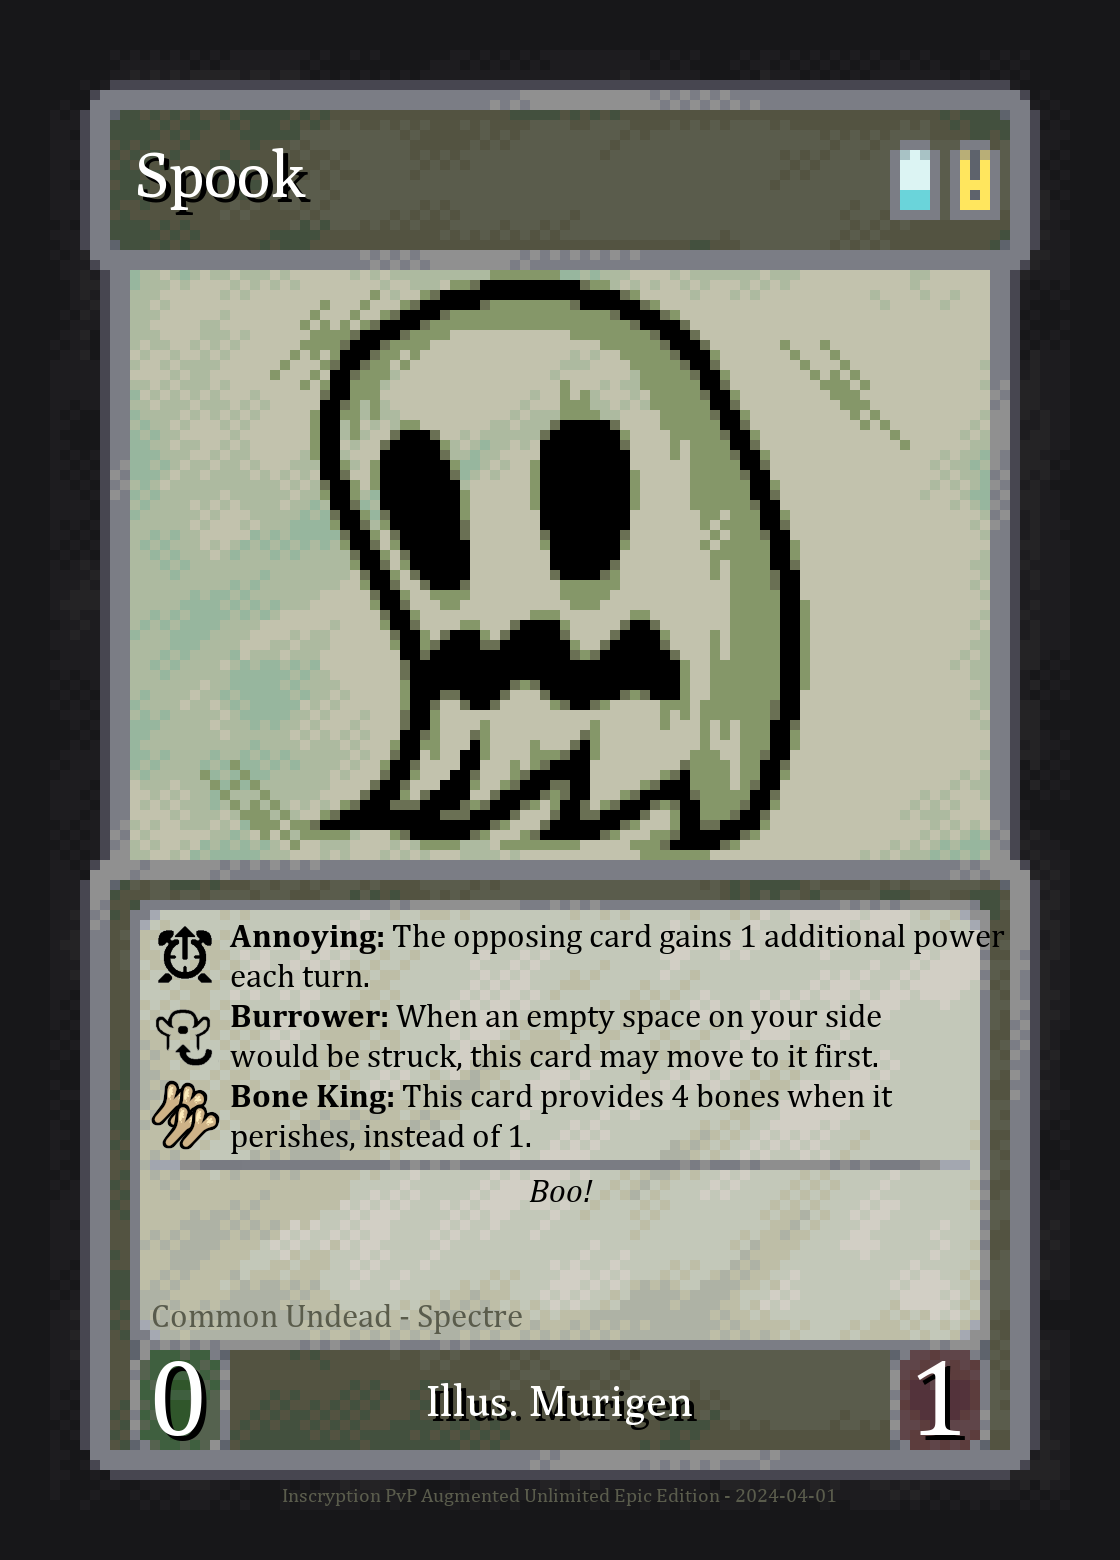 Spook
Annoying: The opposing card gains 1 additional power
each turn.
Burrower: When an empty space on your side
would be struck, this card may move to it first.
Bone King: This card provides 4 bones when it
perishes, instead of 1.
Boo!
Common Undead - Spectre
0
Illus. Murigen
1
Inscryption PvP Augmented Unlimited Epic Edition - 2024-04-01